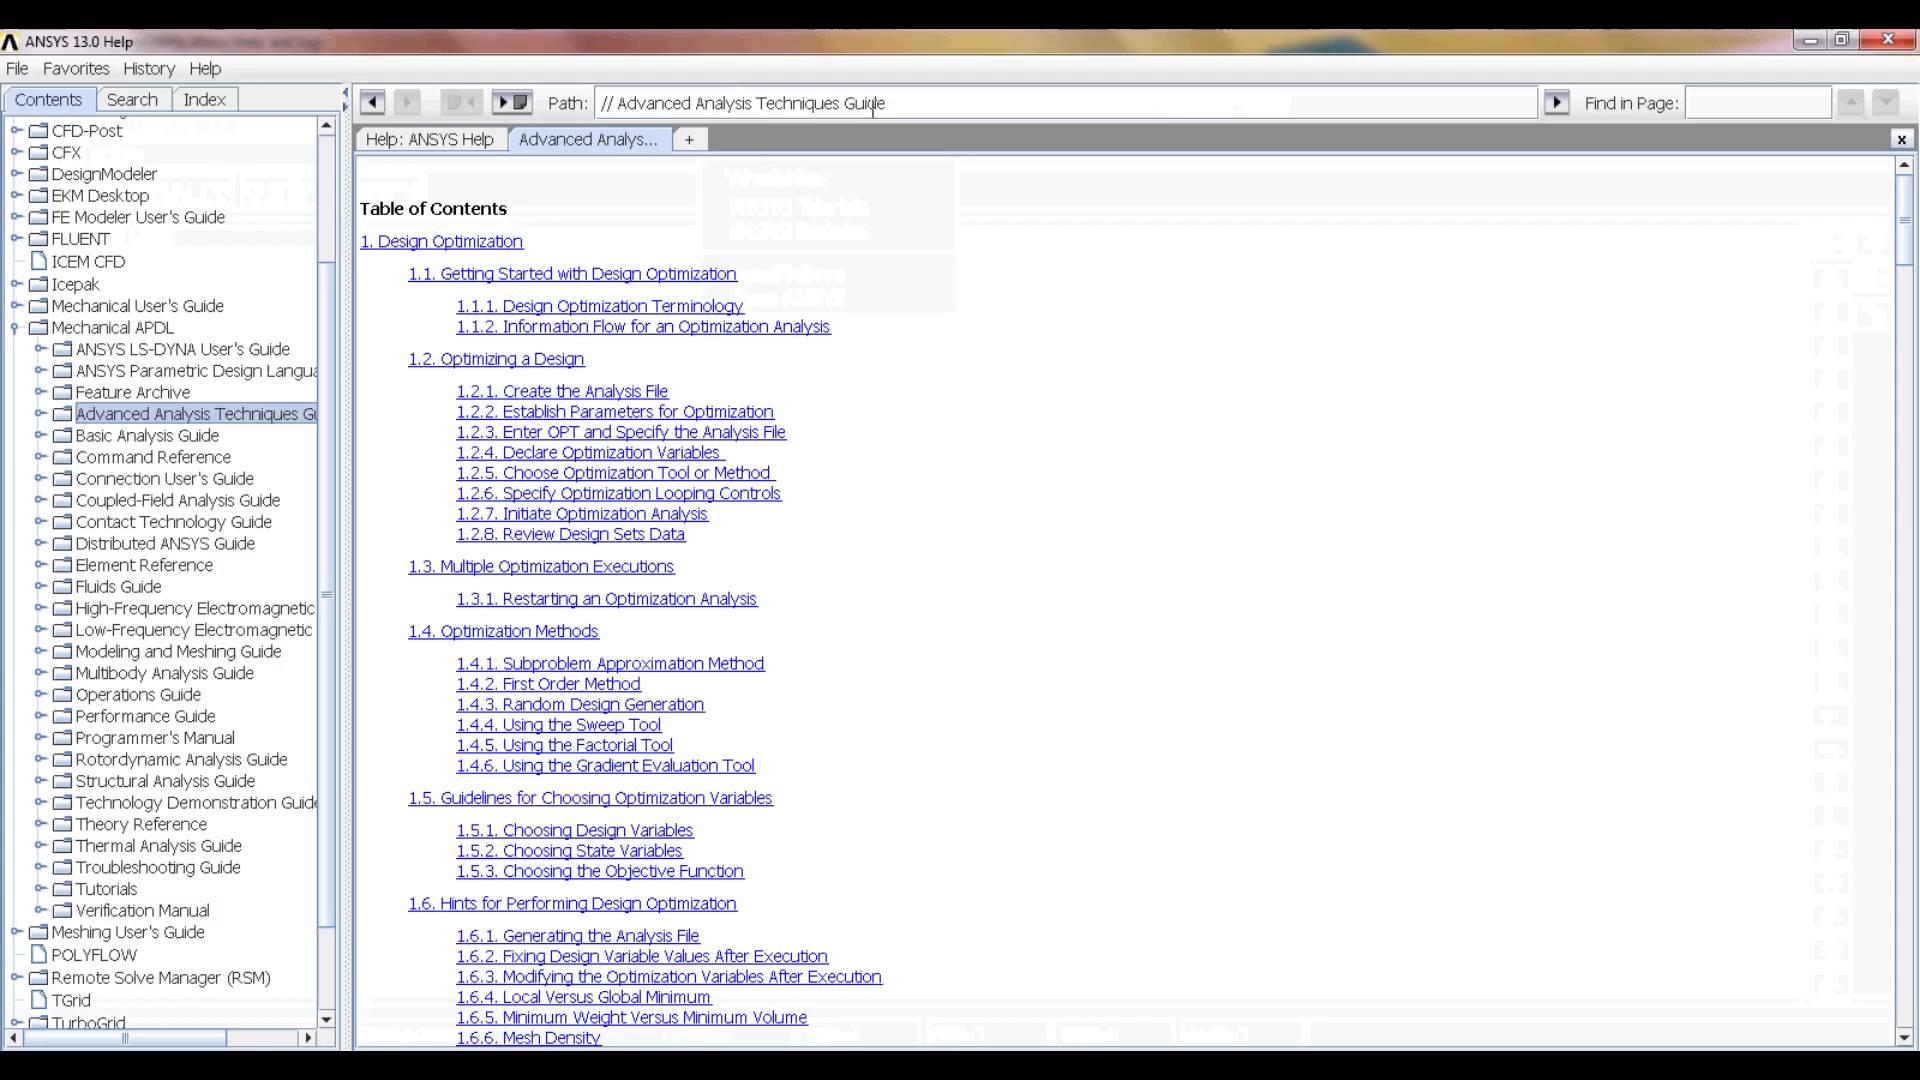 ANSYS 13.0 Help
File Favorites History Help
Contents Search Index
Path: // Advanced Analysis Techniques Guide
Find in Page:
Help: ANSYS Help Advanced Analys... +
CFD-Post
CFX
DesignModeler
EKM Desktop
FE Modeler User's Guide
FLUENT
ICEM CFD
Icepak
Mechanical User's Guide
Mechanical APDL
ANSYS LS-DYNA User's Guide
ANSYS Parametric Design Langua
Feature Archive
Advanced Analysis Techniques Gu
Basic Analysis Guide
Command Reference
Connection User's Guide
Coupled-Field Analysis Guide
Contact Technology Guide
Distributed ANSYS Guide
Element Reference
Fluids Guide
High-Frequency Electromagnetic
Low-Frequency Electromagnetic
Modeling and Meshing Guide
Multibody Analysis Guide
Operations Guide
Performance Guide
Programmer's Manual
Rotordynamic Analysis Guide
Structural Analysis Guide
Technology Demonstration Guide
Theory Reference
Thermal Analysis Guide
Troubleshooting Guide
Tutorials
Verification Manual
Meshing User's Guide
POLYFLOW
Remote Solve Manager (RSM)
TGrid
TurboGrid
Table of Contents
1. Design Optimization
1.1. Getting Started with Design Optimization
1.1.1. Design Optimization Terminology
1.1.2. Information Flow for an Optimization Analysis
1.2. Optimizing a Design
1.2.1. Create the Analysis File
1.2.2. Establish Parameters for Optimization
1.2.3. Enter OPT and Specify the Analysis File
1.2.4. Declare Optimization Variables
1.2.5. Choose Optimization Tool or Method
1.2.6. Specify Optimization Looping Controls
1.2.7. Initiate Optimization Analysis
1.2.8. Review Design Sets Data
1.3. Multiple Optimization Executions
1.3.1. Restarting an Optimization Analysis
1.4. Optimization Methods
1.4.1. Subproblem Approximation Method
1.4.2. First Order Method
1.4.3. Random Design Generation
1.4.4. Using the Sweep Tool
1.4.5. Using the Factorial Tool
1.4.6. Using the Gradient Evaluation Tool
1.5. Guidelines for Choosing Optimization Variables
1.5.1. Choosing Design Variables
1.5.2. Choosing State Variables
1.5.3. Choosing the Objective Function
1.6. Hints for Performing Design Optimization
1.6.1. Generating the Analysis File
1.6.2. Fixing Design Variable Values After Execution
1.6.3. Modifying the Optimization Variables After Execution
1.6.4. Local Versus Global Minimum
1.6.5. Minimum Weight Versus Minimum Volume
1.6.6. Mesh Density